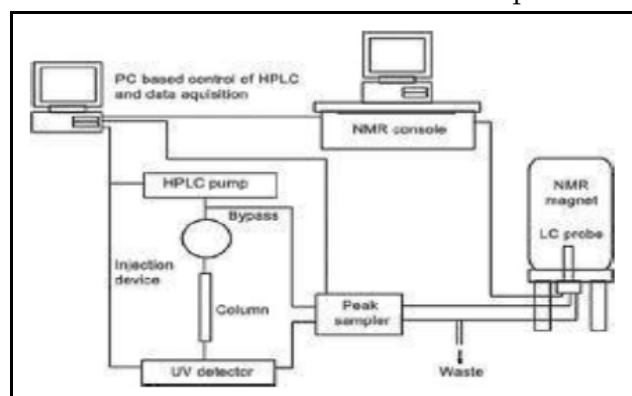 PC based control of HPLC
and data aquisition
NMR console
HPLC pump
NMR
magnet
Bypass
LC probe
Injection
device
Column
Peak
sampler
UV detector
Waste